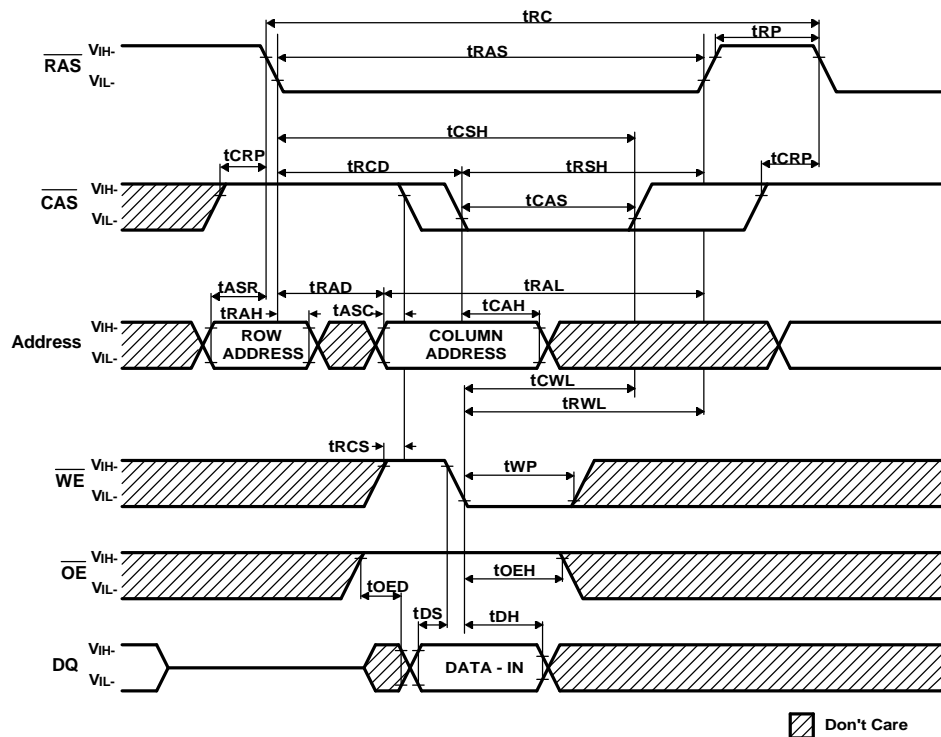 tRC
tRP
VIH-
RAS
tRAS
VIL-
tCSH
tCRP
tCRP
tRCD
tRSH
VIH-
CAS
tCAS
VIL-
tASR
tRAD
tRAL
tRAH
tASC
tCAH
VIH-
Address
ROW
ADDRESS
COLUMN
ADDRESS
VIL-
tCWL
tRWL
tRCS
VIH-
WE
tWP
VIL-
VIH-
OE
tOEH
VIL-
tOED
tDS
tDH
VIH-
DQ
DATA - IN
VIL-
Don't Care